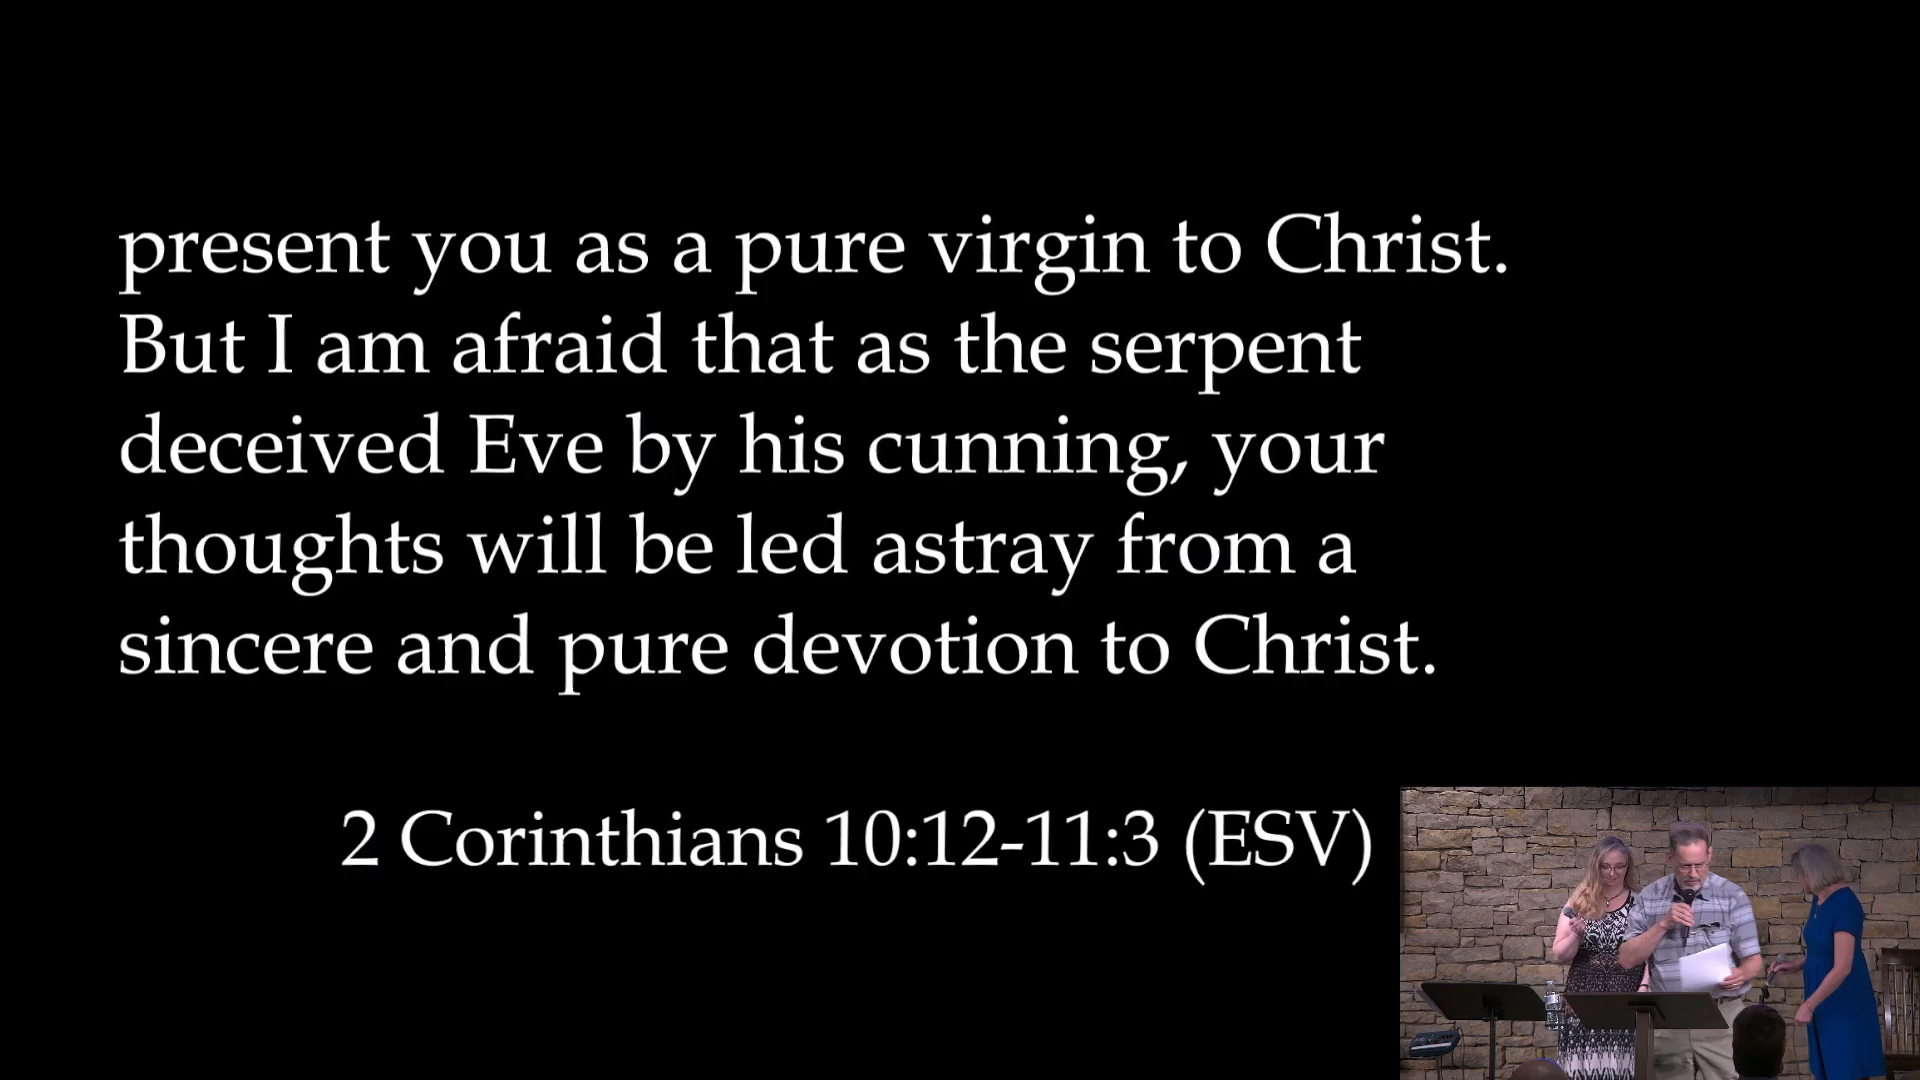 present you as a pure virgin to Christ.
But I am afraid that as the serpent
deceived Eve by his cunning, your
thoughts will be led astray from a
sincere and pure devotion to Christ.
2 Corinthians 10:12-11:3 (ESV)